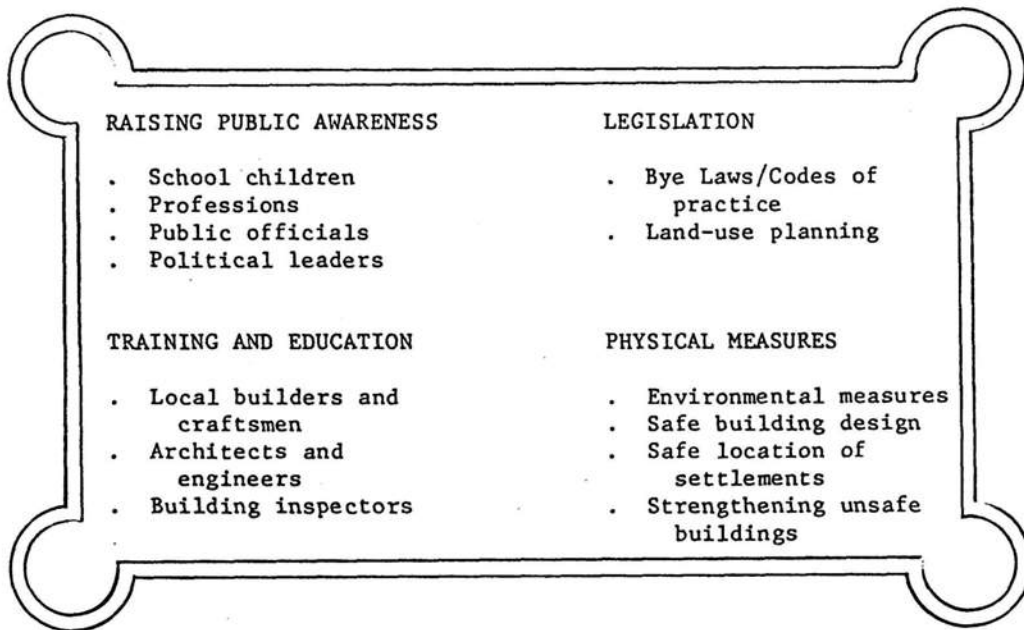 RAISING PUBLIC AWARENESS
. School children
. Professions
. Public officials
. Political leaders
LEGISLATION
. Bye Laws/Codes of
practice
. Land-use planning
TRAINING AND EDUCATION
. Local builders and
craftsmen
. Architects and
engineers
. Building inspectors
PHYSICAL MEASURES
. Environmental measures
. Safe building design
. Safe location of
settlements
. Strengthening unsafe
buildings